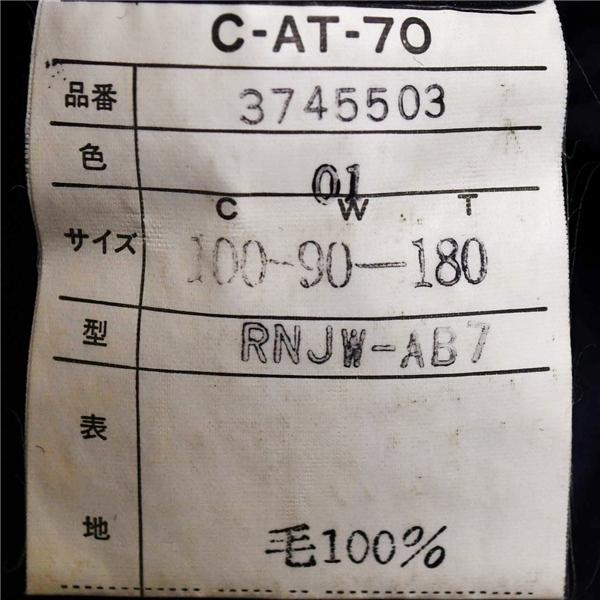 C-AT-70
品番 3745503
色 01
C W T
サイズ 100-90-180
型 RNJW-AB7
表
地 毛100%